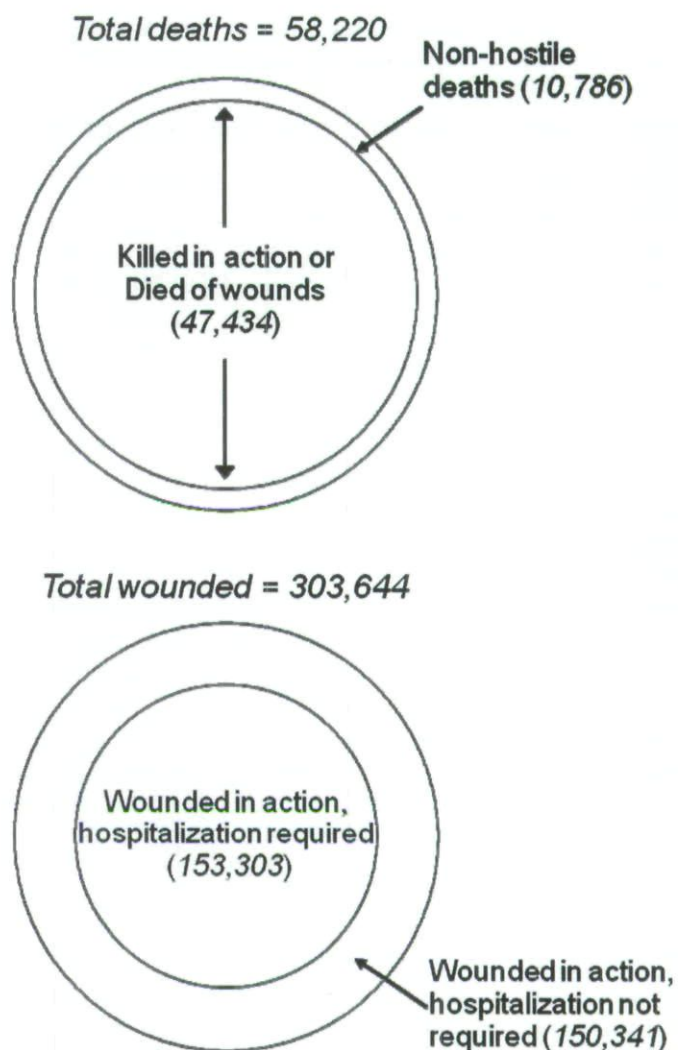 Total deaths = 58,220
Non-hostile
deaths (10,786)
Killed in action or
Died of wounds
(47,434)
Total wounded = 303,644
Wounded in action,
hospitalization required
(153,303)
Wounded in action,
hospitalization not
required (150,341)